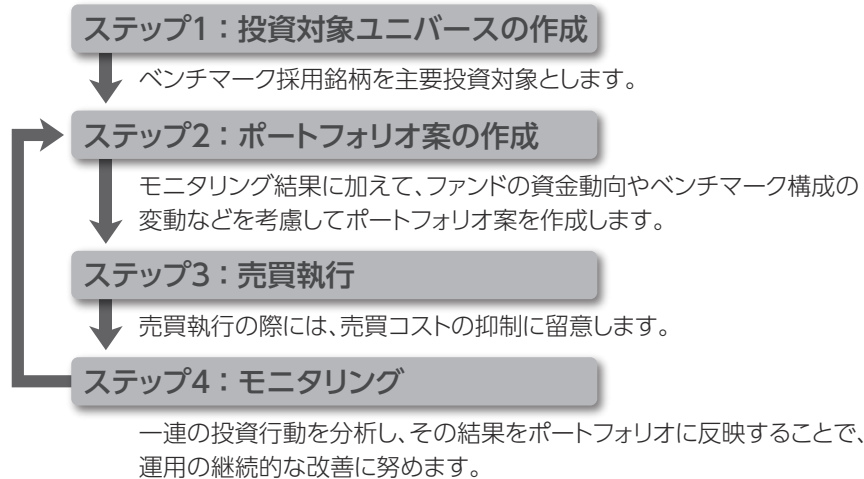 ステップ1：投資対象ユニバースの作成
ベンチマーク採用銘柄を主要投資対象とします。
ステップ2：ポートフォリオ案の作成
モニタリング結果に加えて、ファンドの資金動向やベンチマーク構成の
変動などを考慮してポートフォリオ案を作成します。
ステップ3：売買執行
売買執行の際には、売買コストの抑制に留意します。
ステップ4：モニタリング
一連の投資行動を分析し、その結果をポートフォリオに反映することで、
運用の継続的な改善に努めます。